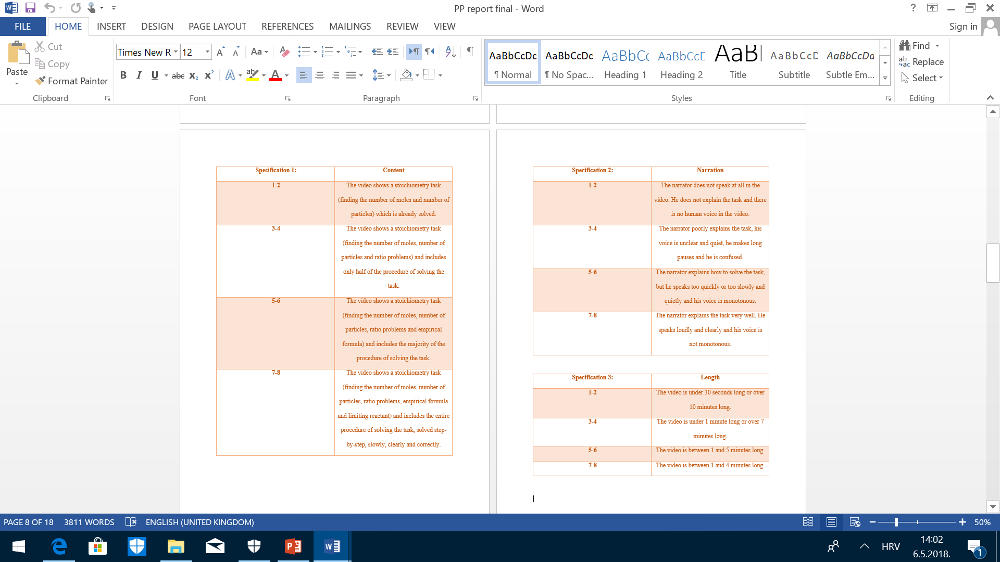 PP report final - Word
?
FILE HOME INSERT DESIGN PAGE LAYOUT REFERENCES MAILINGS REVIEW VIEW
Sign in
Paste
Cut
Copy
Format Painter
Clipboard
Times New R 12
Aa
B I U abc X₂ X²
A ab A
Font
A Z ¶
Paragraph
AaBbCcDc AaBbCcDc AaBbCc AaBbCcD AaBl AaBbCcD AaBbCcDd
¶ Normal ¶ No Spac... Heading 1 Heading 2 Title Subtitle Subtle Em...
Styles
Find
Replace
Select
Editing
Specification 1: Content
1-2 The video shows a stoichiometry task
(finding the number of moles and number of
particles) which is already solved.
3-4 The video shows a stoichiometry task
(finding the number of moles, number of
particles and ratio problems) and includes
only half of the procedure of solving the
task.
5-6 The video shows a stoichiometry task
(finding the number of moles, number of
particles, ratio problems and empirical
formula) and includes the majority of the
procedure of solving the task.
7-8 The video shows a stoichiometry task
(finding the number of moles, number of
particles, ratio problems, empirical formula
and limiting reactant) and includes the entire
procedure of solving the task, solved step-
by-step, slowly, clearly and correctly.
Specification 2: Narration
1-2 The narrator does not speak at all in the
video. He does not explain the task and there
is no human voice in the video.
3-4 The narrator poorly explains the task, his
voice is unclear and quiet, he makes long
pauses and he is confused.
5-6 The narrator explains how to solve the task,
but he speaks too quickly or too slowly and
quietly and his voice is monotonous.
7-8 The narrator explains the task very well. He
speaks loudly and clearly and his voice is
not monotonous.
Specification 3: Length
1-2 The video is under 30 seconds long or over
10 minutes long.
3-4 The video is under 1 minute long or over 7
minutes long.
5-6 The video is between 1 and 5 minutes long.
7-8 The video is between 1 and 4 minutes long.
PAGE 8 OF 18 3811 WORDS ENGLISH (UNITED KINGDOM)
50%
HRV
14:02
6.5.2018.
1